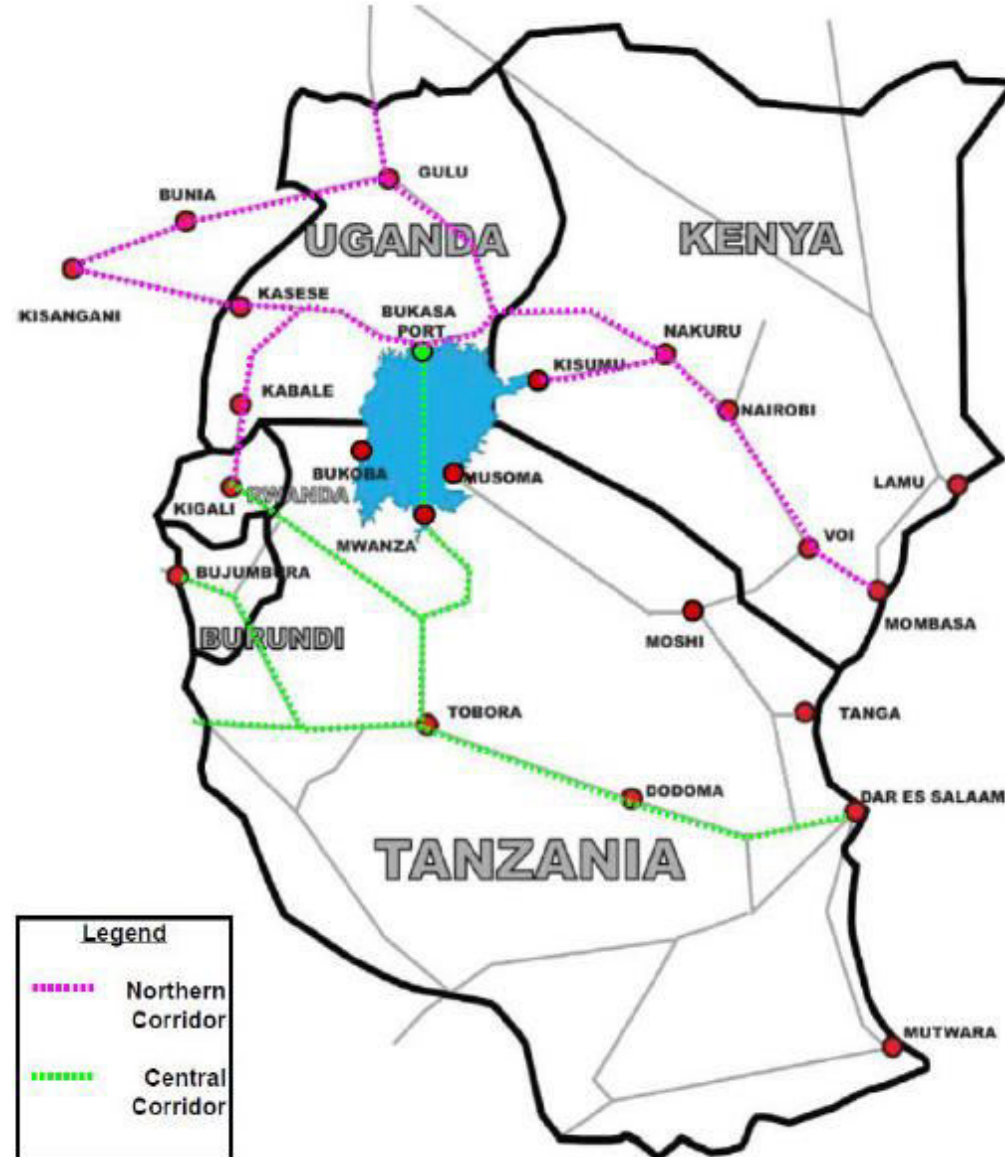 GULU
BUNIA
UGANDA
KENYA
KISANGANI
KASESE
BUKASA
PORT
NAKURU
KISUMU
KABALE
NAIROBI
BUKOBA
MUSOMA
LAMU
KIGALI
RWANDA
MWANZA
VOI
BUJUMBURA
MOMBASA
BURUNDI
MOSHI
TOBORA
TANGA
DODOMA
DAR ES SALAAM
TANZANIA
Legend
Northern
Corridor
Central
Corridor
MUTWARA